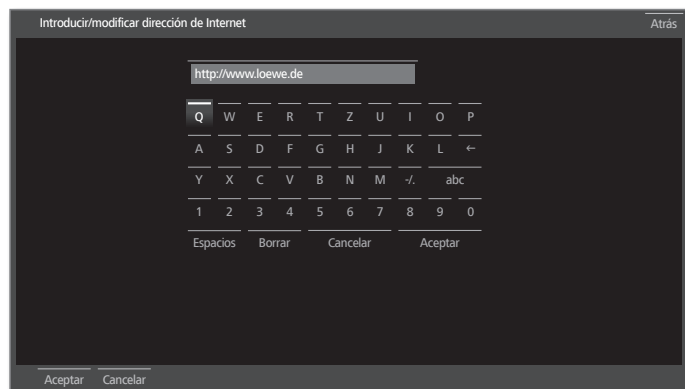 Introducir/modificar dirección de Internet Atrás
http://www.loewe.de
Q W E R T Z U I O P
A S D F G H J K L ←
Y X C V B N M -/. abc
1 2 3 4 5 6 7 8 9 0
Espacios Borrar Cancelar Aceptar
Aceptar Cancelar